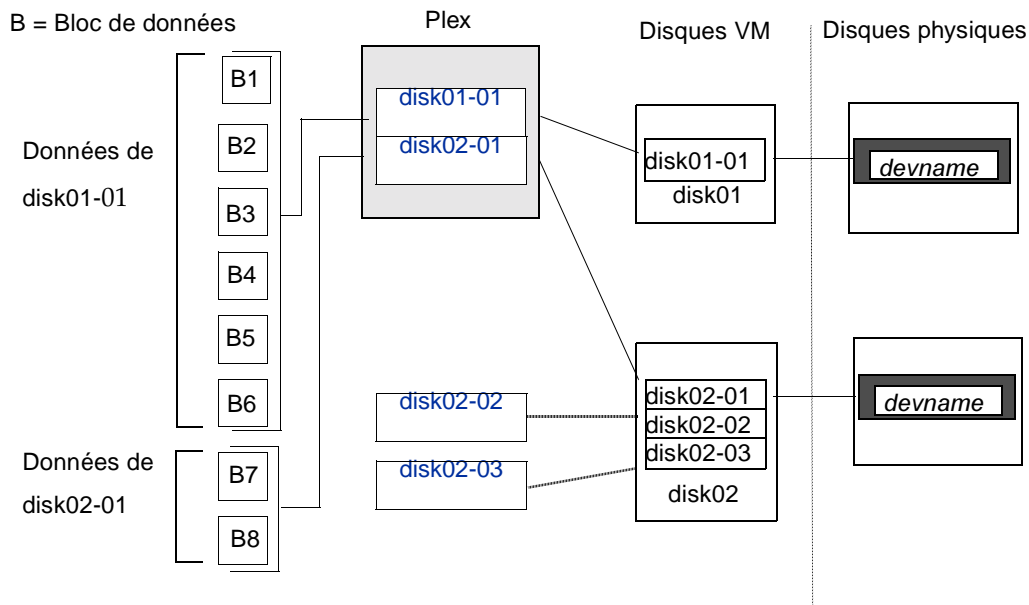 B = Bloc de données
Plex
Disques VM
Disques physiques
B1
B2
B3
B4
B5
B6
B7
B8
Données de
disk01-01
Données de
disk02-01
disk01-01
disk02-01
disk02-02
disk02-03
disk01-01
disk01
disk02-01
disk02-02
disk02-03
disk02
devname
devname